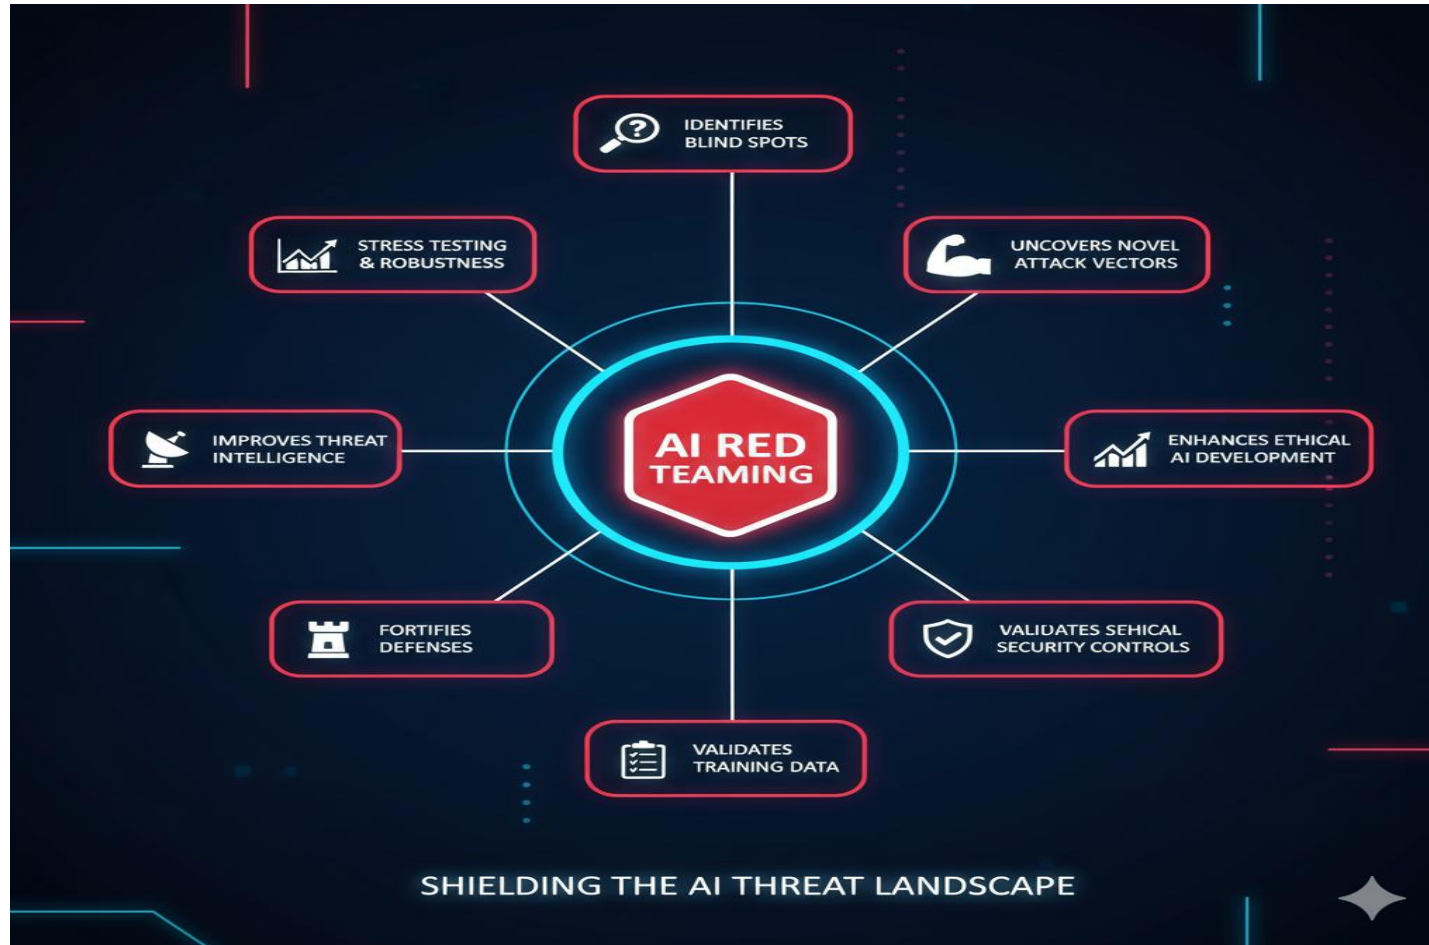 IDENTIFIES
BLIND SPOTS
STRESS TESTING
& ROBUSTNESS
UNCOVERS NOVEL
ATTACK VECTORS
IMPROVES THREAT
INTELLIGENCE
AI RED
TEAMING
ENHANCES ETHICAL
AI DEVELOPMENT
FORTIFIES
DEFENSES
VALIDATES SEHICAL
SECURITY CONTROLS
VALIDATES
TRAINING DATA
SHIELDING THE AI THREAT LANDSCAPE